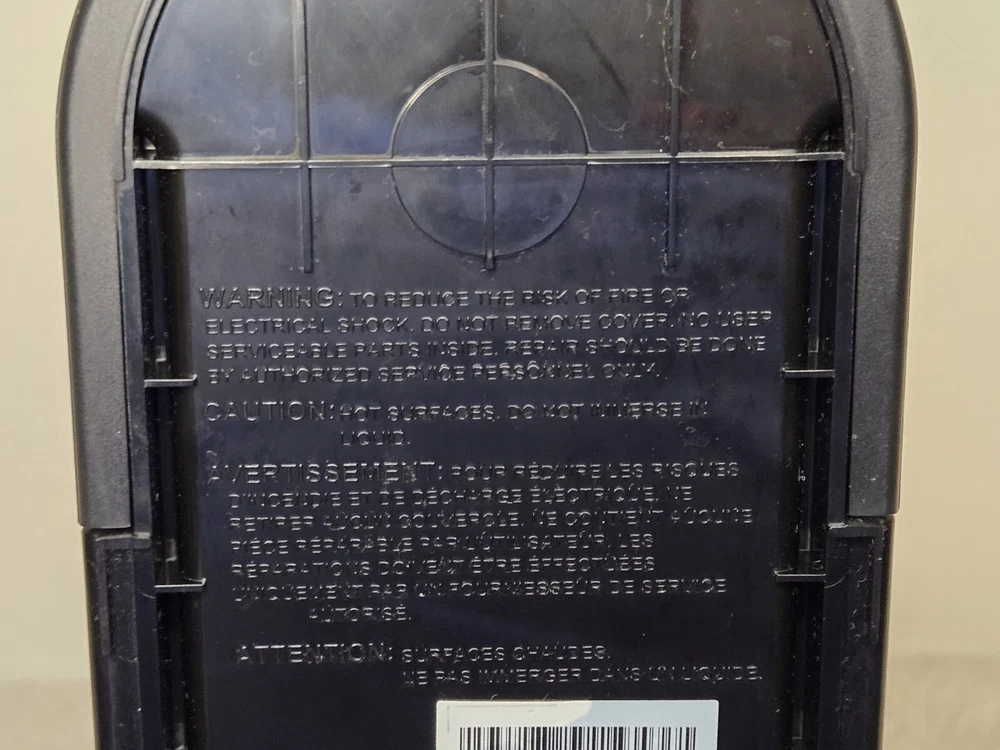 WARNING: TO REDUCE THE RISK OF FIRE OR
ELECTRICAL SHOCK, DO NOT REMOVE COVER. NO USER
SERVICEABLE PARTS INSIDE. REPAIR SHOULD BE DONE
BY AUTHORIZED SERVICE PERSONNEL ONLY.
CAUTION: HOT SURFACES. DO NOT IMMERSE IN
LIQUID.
AVERTISSEMENT: POUR RÉDUIRE LES RISQUES
D'INCENDIE ET DE DÉCHARGE ÉLECTRIQUE, NE
RETIRER AUCUN COUVERCLE. NE CONTIENT AUCUNE
PIÈCE RÉPARABLE PAR L'UTILISATEUR. LES
RÉPARATIONS DOIVENT ÊTRE EFFECTUÉES
UNIQUEMENT PAR UN FOURNISSEUR DE SERVICE
AUTORISÉ.
ATTENTION: SURFACES CHAUDES.
NE PAS IMMERGER DANS UN LIQUIDE.